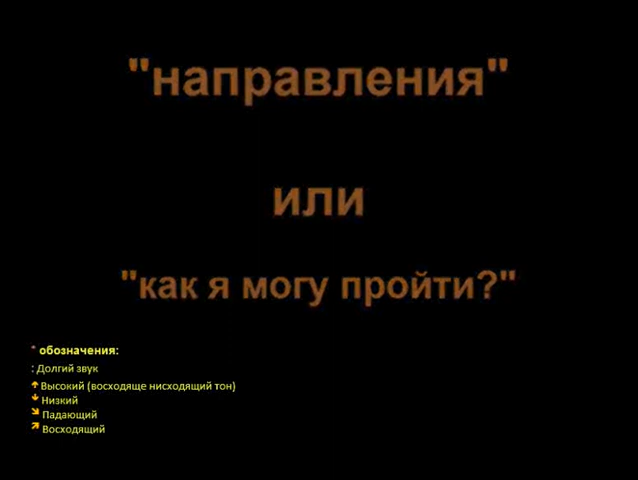 "направления"
или
"как я могу пройти?"
* обозначения:
: Долгий звук
↑ Высокий (восходяще нисходящий тон)
↓ Низкий
↘ Падающий
↗ Восходящий